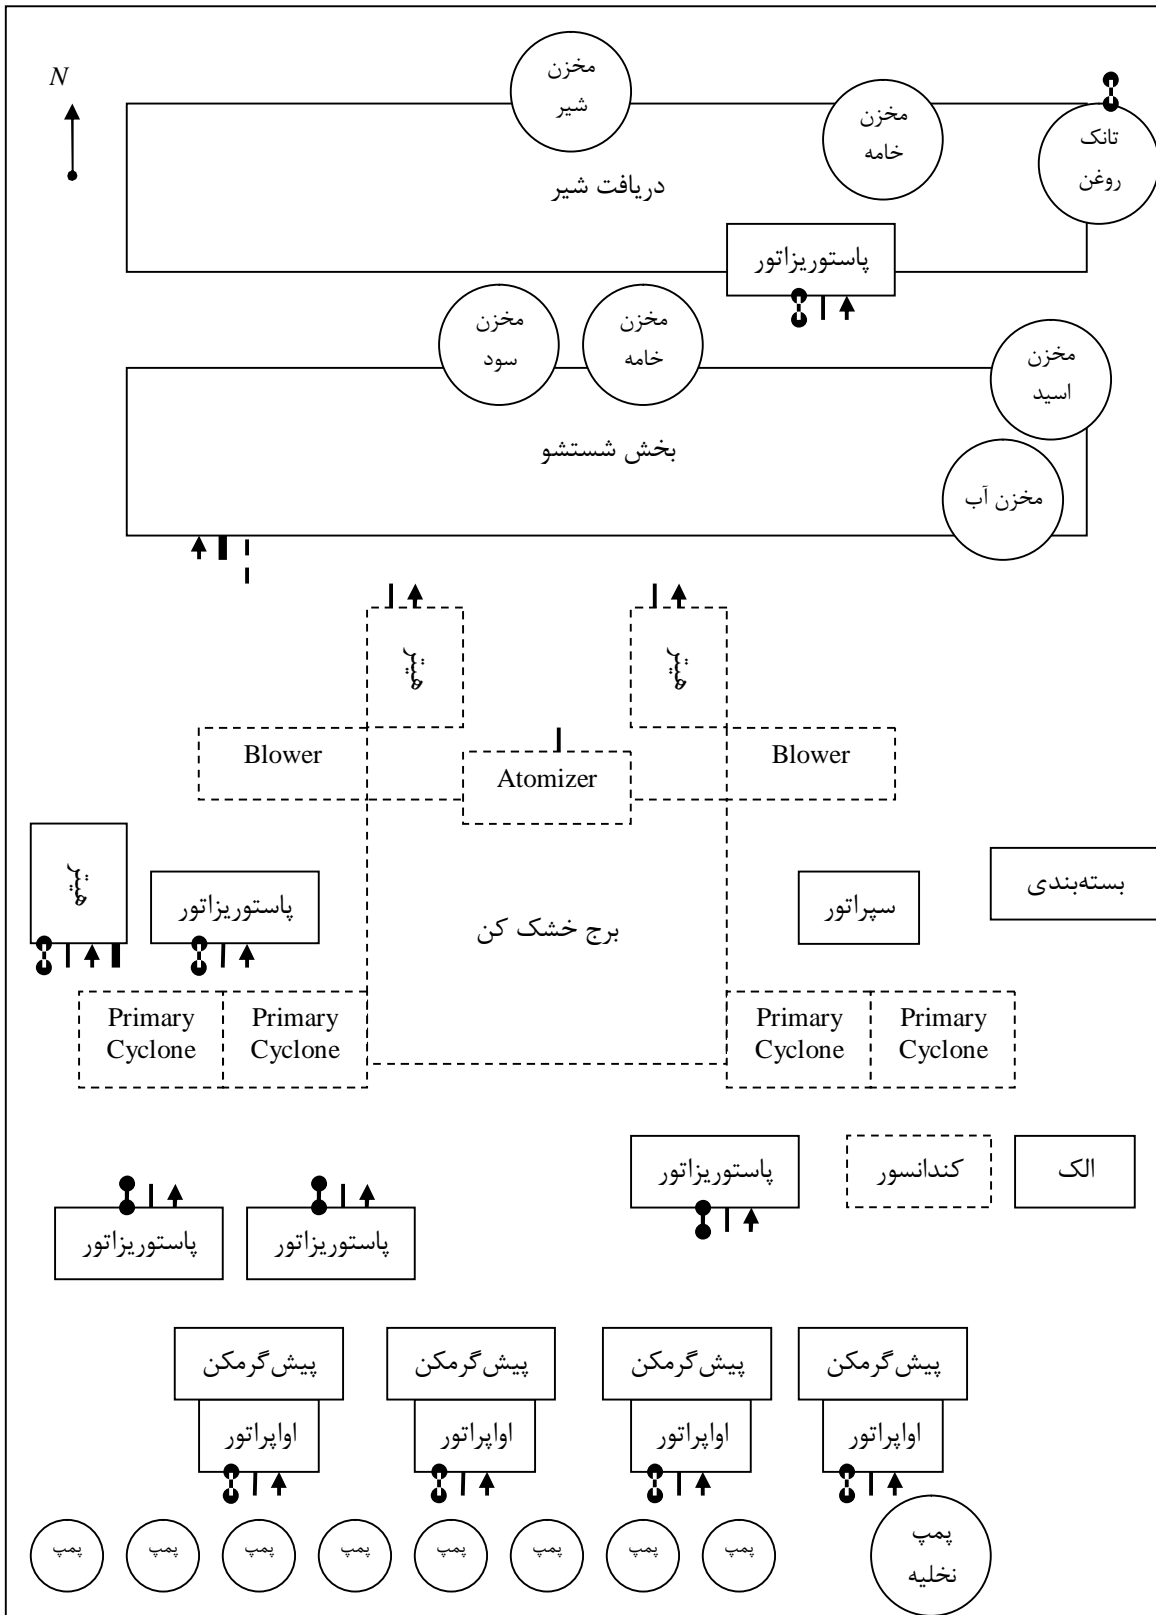 N
مخزن
شیر
مخزن
خامه
تانک
روغن
دریافت شیر
پاستوریزاتور
مخزن
سود
مخزن
خامه
مخزن
اسید
بخش شستشو
مخزن آب
هیتر
هیتر
Blower
Atomizer
Blower
هیتر
پاستوریزاتور
برج خشک کن
سپراتور
بسته‌بندی
Primary
Cyclone
Primary
Cyclone
Primary
Cyclone
Primary
Cyclone
پاستوریزاتور
کندانسور
الک
پاستوریزاتور
پاستوریزاتور
پیش‌گرمکن
پیش‌گرمکن
پیش‌گرمکن
پیش‌گرمکن
اواپراتور
اواپراتور
اواپراتور
اواپراتور
پمپ
پمپ
پمپ
پمپ
پمپ
پمپ
پمپ
پمپ
پمپ
نخلیه